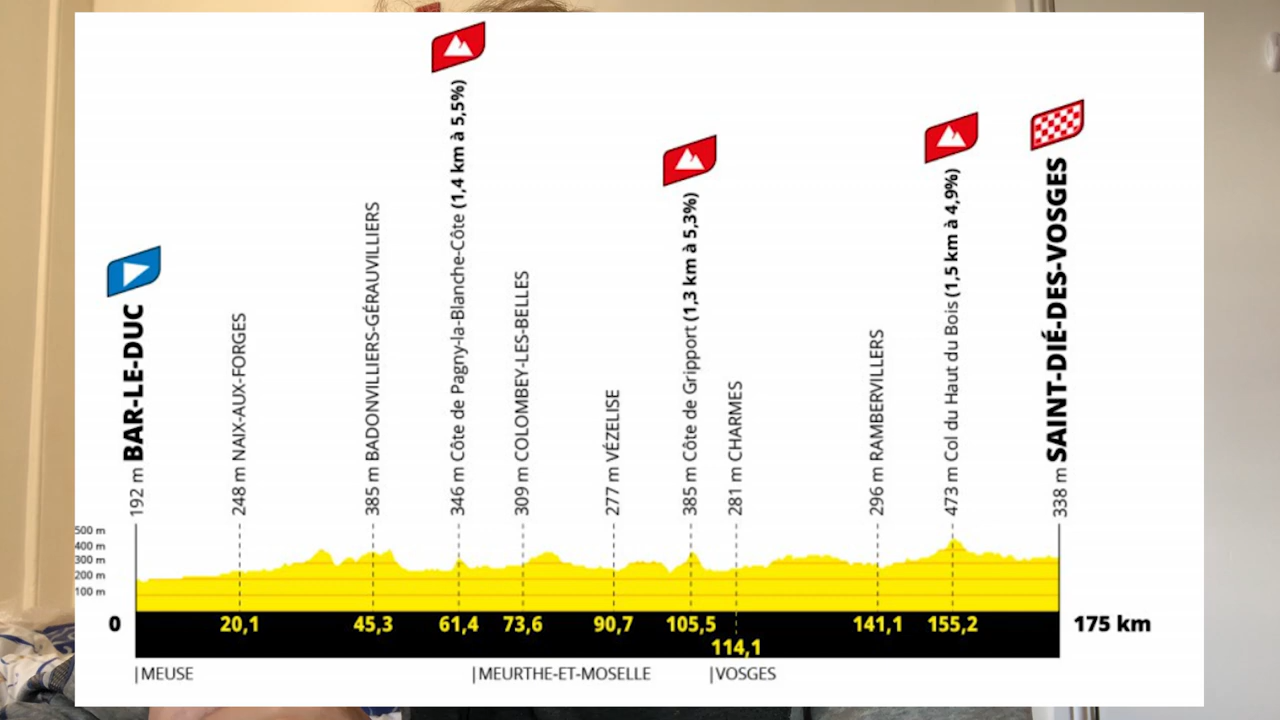 192 m BAR-LE-DUC
248 m NAIX-AUX-FORGES
385 m BADONVILLIERS-GÉRAUVILLIERS
346 m Côte de Pagny-la-Blanche-Côte (1,4 km à 5,5%)
309 m COLOMBEY-LES-BELLES
277 m VÉZELISE
385 m Côte de Gripport (1,3 km à 5,3%)
281 m CHARMES
296 m RAMBERVILLERS
473 m Col du Haut du Bois (1,5 km à 4,9%)
338 m SAINT-DIÉ-DES-VOSGES
500 m
400 m
300 m
200 m
100 m
0 20,1 45,3 61,4 73,6 90,7 105,5 141,1 155,2 175 km
114,1
|MEUSE |MEURTHE-ET-MOSELLE |VOSGES